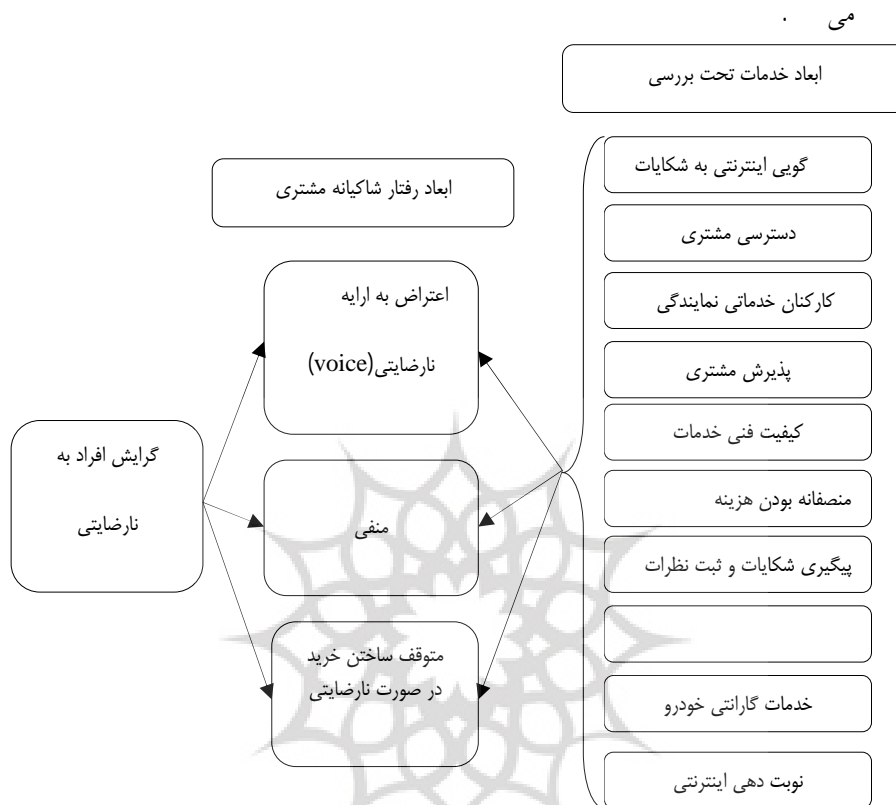 می .
ابعاد خدمات تحت بررسی
گویی اینترنتی به شکایات
دسترسی مشتری
کارکنان خدماتی نمایندگی
پذیرش مشتری
کیفیت فنی خدمات
منصفانه بودن هزینه
پیگیری شکایات و ثبت نظرات
خدمات گارانتی خودرو
نوبت دهی اینترنتی
ابعاد رفتار شاکیانه مشتری
اعتراض به ارایه
نارضایتی(voice)
منفی
متوقف ساختن خرید
در صورت نارضایتی
گرایش افراد به
نارضایتی